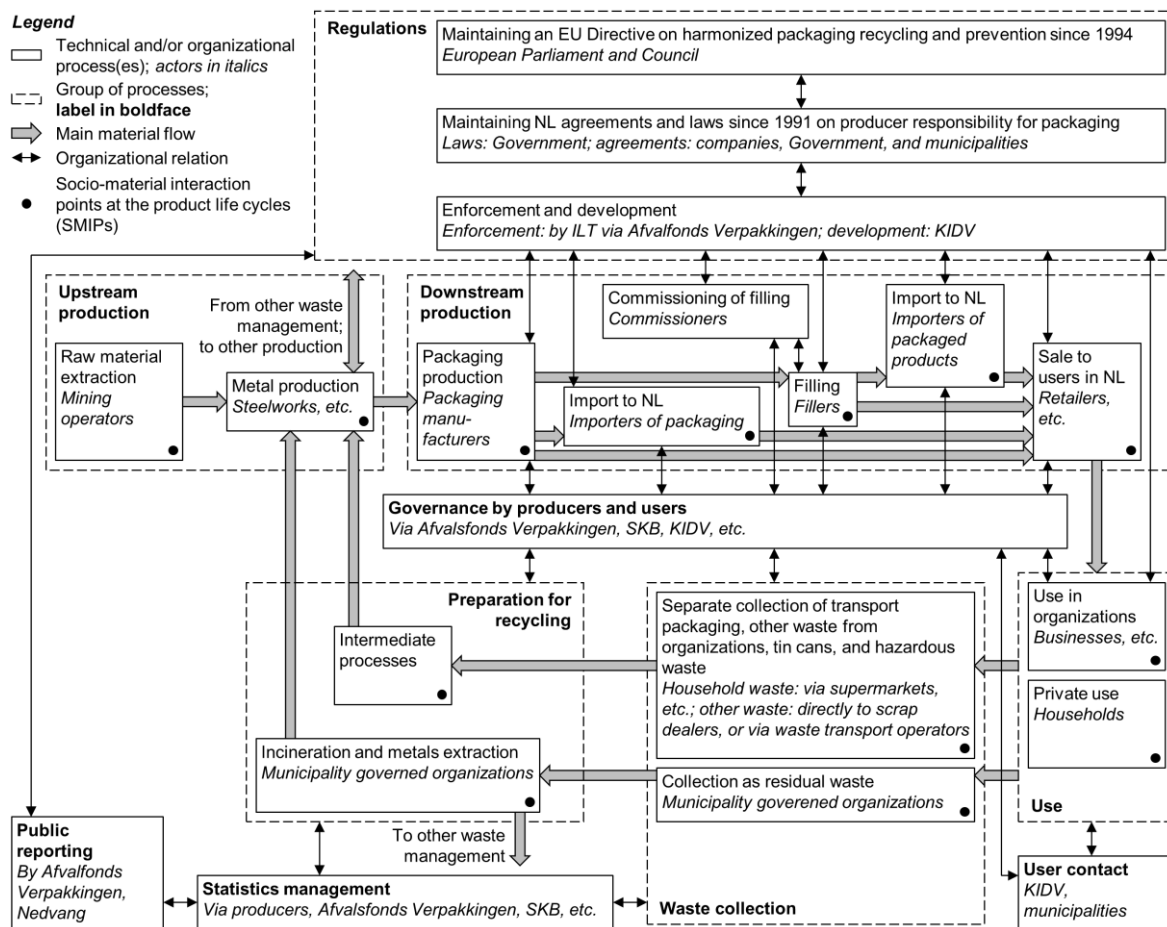 Legend
Technical and/or organizational
process(es); actors in italics
Group of processes;
label in boldface
Main material flow
Organizational relation
Socio-material interaction
points at the product life cycles
(SMIPs)
Regulations
Maintaining an EU Directive on harmonized packaging recycling and prevention since 1994
European Parliament and Council
Maintaining NL agreements and laws since 1991 on producer responsibility for packaging
Laws: Government; agreements: companies, Government, and municipalities
Enforcement and development
Enforcement: by ILT via Afvalfonds Verpakkingen; development: KIDV
Upstream
production
From other waste
management;
to other production
Raw material
extraction
Mining
operators
Metal production
Steelworks, etc.
Downstream
production
Packaging
production
Packaging
manu-
facturers
Commissioning of filling
Commissioners
Import to NL
Importers of packaging
Filling
Fillers
Import to NL
Importers of
packaged
products
Sale to
users in NL
Retailers,
etc.
Governance by producers and users
Via Afvalsfonds Verpakkingen, SKB, KIDV, etc.
Preparation for
recycling
Intermediate
processes
Incineration and metals extraction
Municipality governed organizations
To other waste
management
Separate collection of transport
packaging, other waste from
organizations, tin cans, and hazardous
waste
Household waste: via supermarkets,
etc.; other waste: directly to scrap
dealers, or via waste transport operators
Collection as residual waste
Municipality goverened organizations
Waste collection
Use in
organizations
Businesses, etc.
Private use
Households
Use
Public
reporting
By Afvalfonds
Verpakkingen,
Nedvang
Statistics management
Via producers, Afvalsfonds Verpakkingen, SKB, etc.
User contact
KIDV,
municipalities